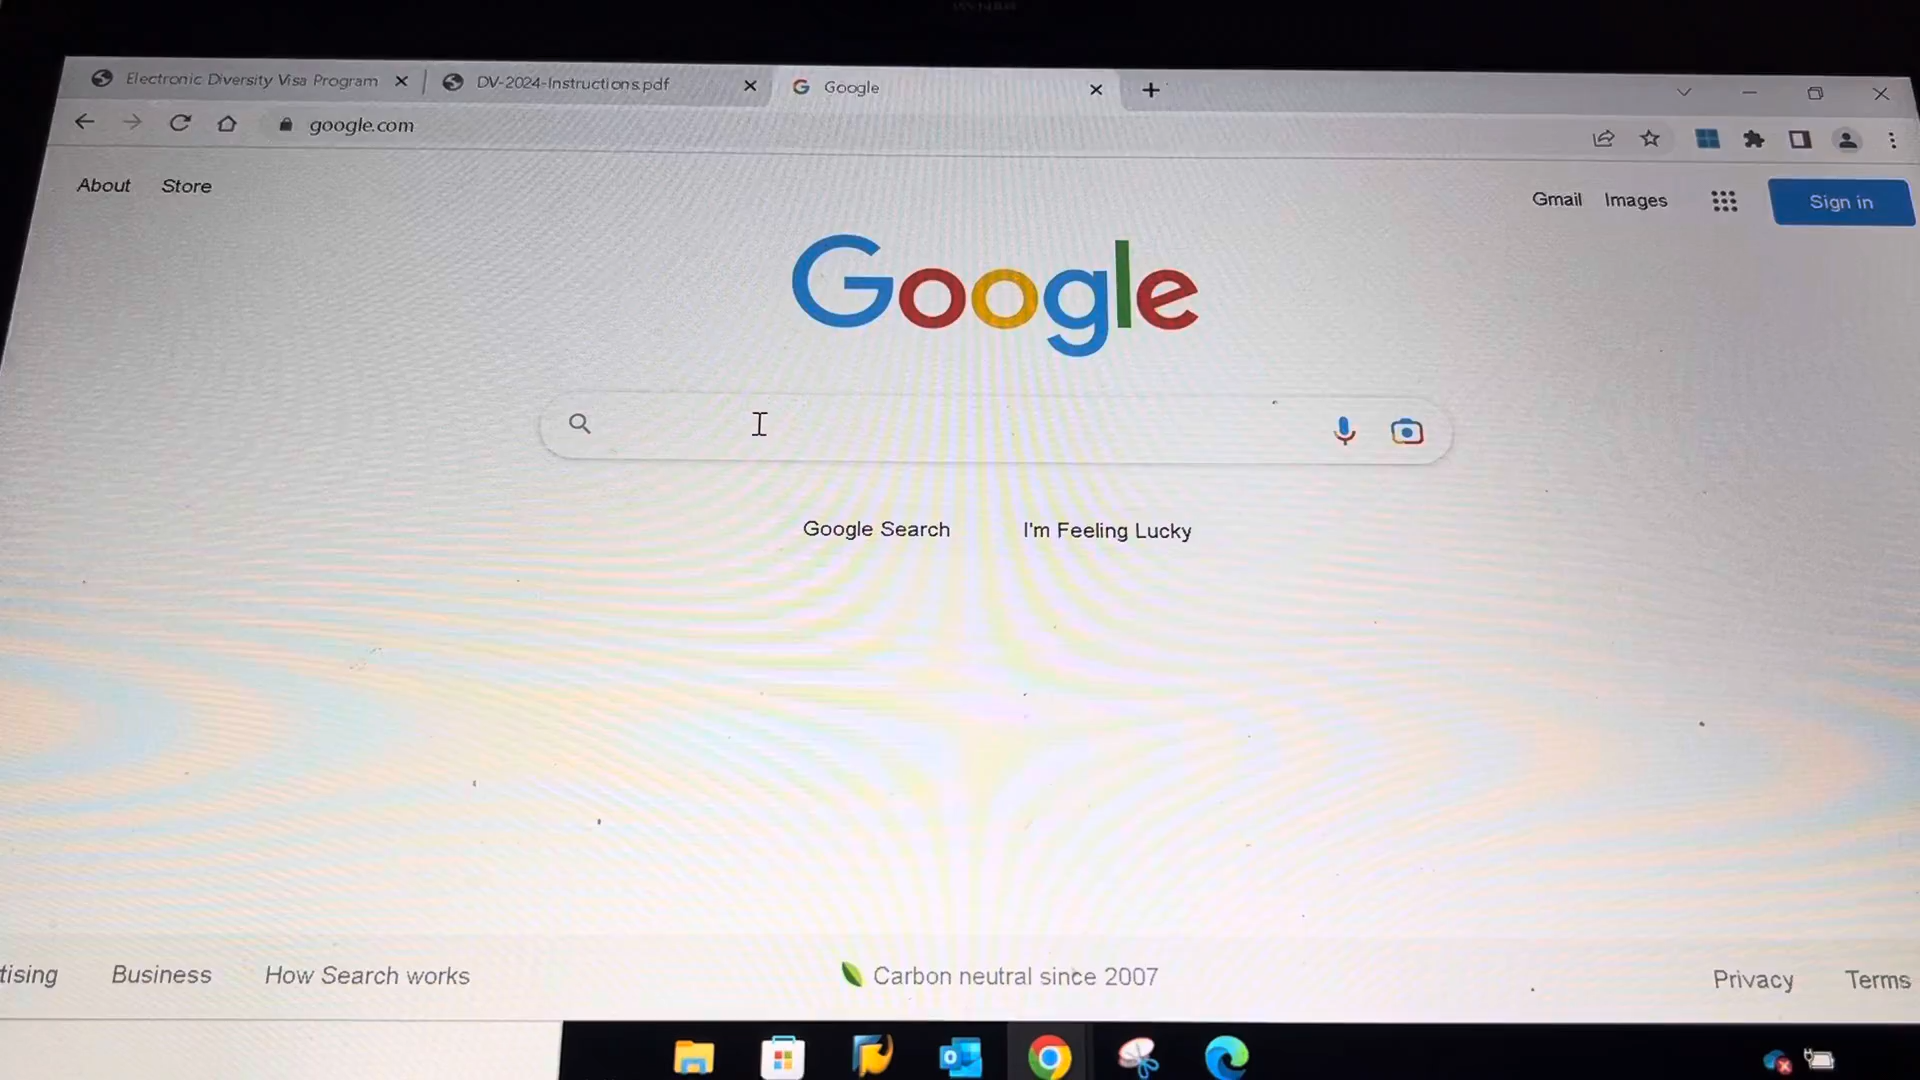 Electronic Diversity Visa Program
DV-2024-Instructions.pdf
Google
google.com
About Store
Gmail Images Sign in
Google
Google Search I'm Feeling Lucky
tising Business How Search works
Carbon neutral since 2007
Privacy Terms